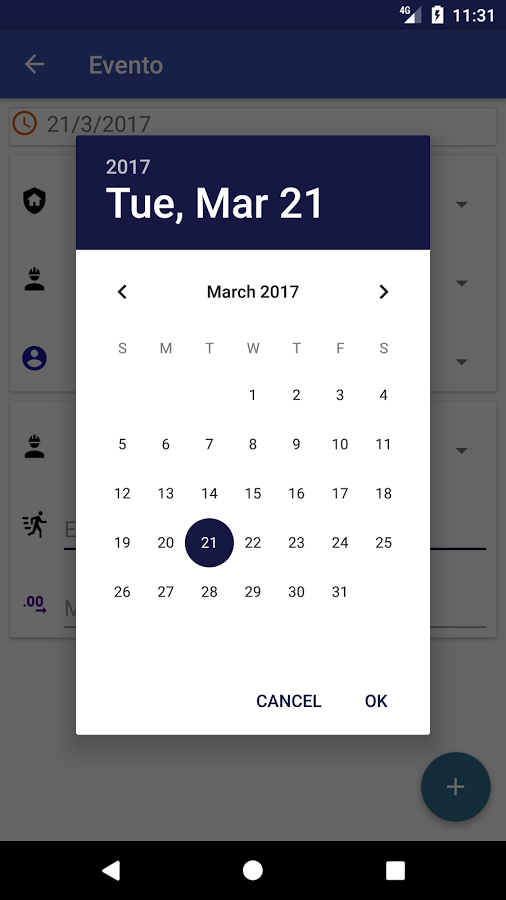 4G 11:31
Evento
21/3/2017
2017
Tue, Mar 21
March 2017
S M T W T F S
1 2 3 4
5 6 7 8 9 10 11
12 13 14 15 16 17 18
19 20 21 22 23 24 25
26 27 28 29 30 31
.00
CANCEL OK